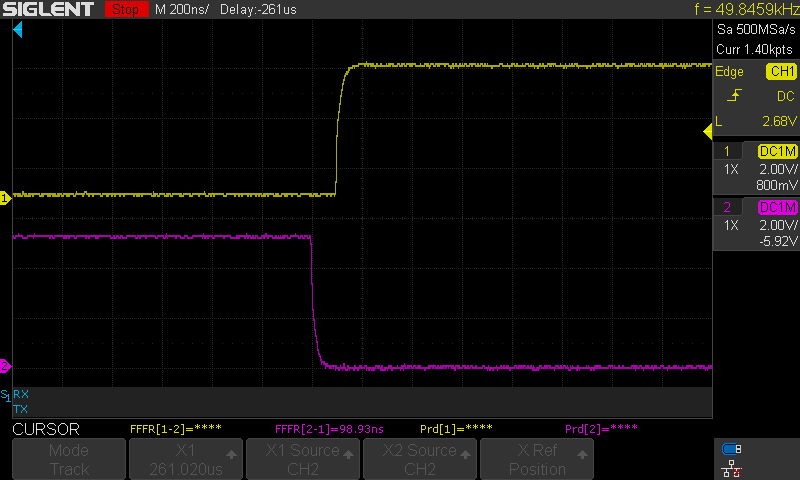 SIGLENT Stop M 200ns/ Delay:-261us f = 49.8459kHz
Sa 500MSa/s
Curr 1.40kpts
Edge CH1
DC
L 2.68V
1 DC1M
1X 2.00V/
800mV
2 DC1M
1X 2.00V/
-5.92V
1
2
S1 RX
TX
CURSOR FFFR[1-2]=**** FFFR[2-1]=98.93ns Prd[1]=**** Prd[2]=****
Mode
Track
X1
261.020us
X1 Source
CH2
X2 Source
CH2
X Ref
Position